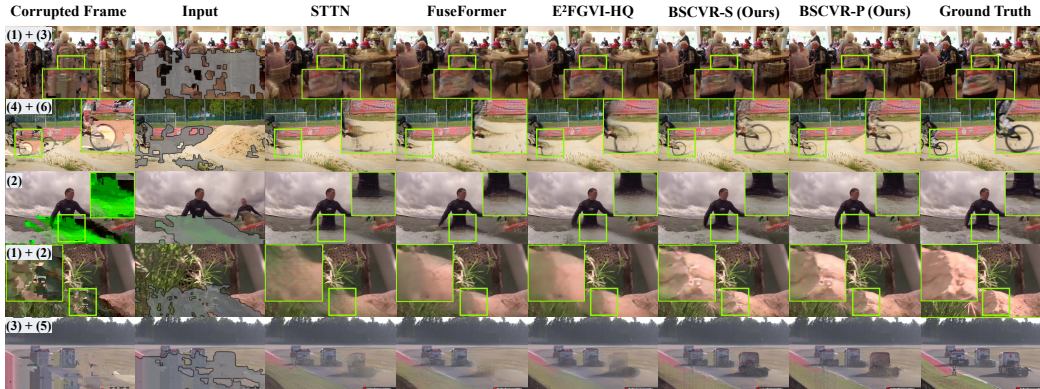 Corrupted Frame Input STTN FuseFormer E²FGVI-HQ BSCVR-S (Ours) BSCVR-P (Ours) Ground Truth
(1) + (3)
(4) + (6)
(2)
(1) + (2)
(3) + (5)